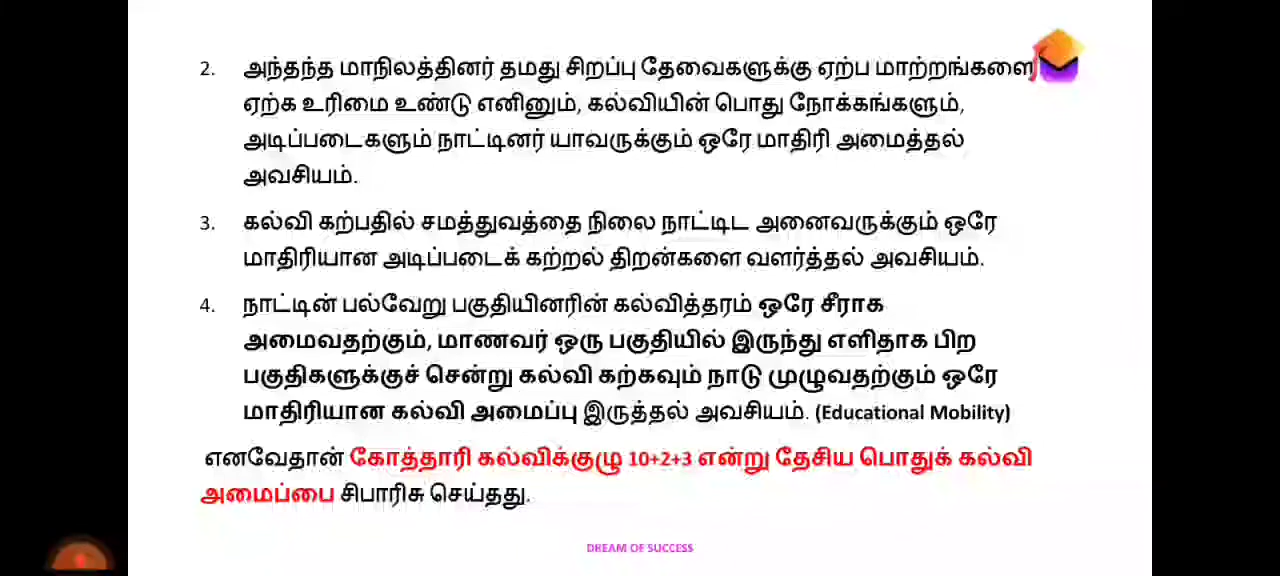 2. அந்தந்த மாநிலத்தினர் தமது சிறப்பு தேவைகளுக்கு ஏற்ப மாற்றங்களை
ஏற்க உரிமை உண்டு எனினும், கல்வியின் பொது நோக்கங்களும்,
அடிப்படைகளும் நாட்டினர் யாவருக்கும் ஒரே மாதிரி அமைத்தல்
அவசியம்.
3. கல்வி கற்பதில் சமத்துவத்தை நிலை நாட்டிட அனைவருக்கும் ஒரே
மாதிரியான அடிப்படைக் கற்றல் திறன்களை வளர்த்தல் அவசியம்.
4. நாட்டின் பல்வேறு பகுதியினரின் கல்வித்தரம் ஒரே சீராக
அமைவதற்கும், மாணவர் ஒரு பகுதியில் இருந்து எளிதாக பிற
பகுதிகளுக்குச் சென்று கல்வி கற்கவும் நாடு முழுவதற்கும் ஒரே
மாதிரியான கல்வி அமைப்பு இருத்தல் அவசியம். (Educational Mobility)
எனவேதான் கோத்தாரி கல்விக்குழு 10+2+3 என்று தேசிய பொதுக் கல்வி
அமைப்பை சிபாரிசு செய்தது.
DREAM OF SUCCESS